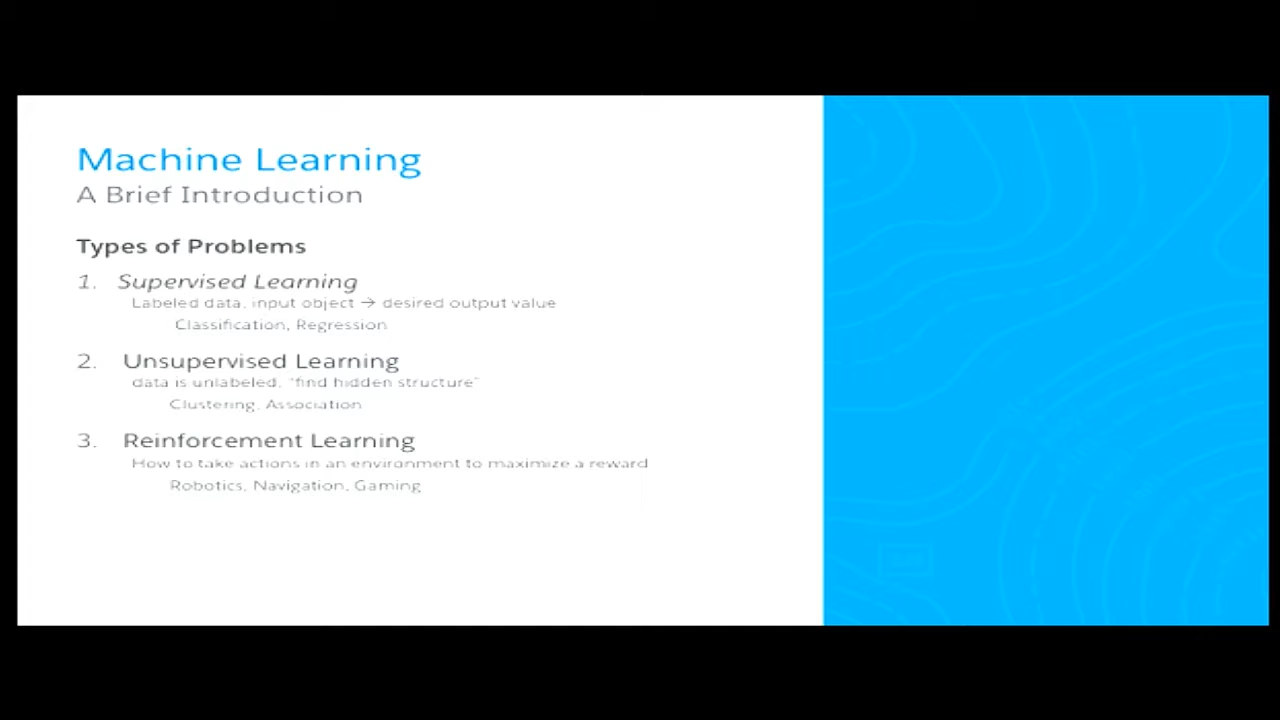 Machine Learning
A Brief Introduction
Types of Problems
1. Supervised Learning
Labeled data, input object → desired output value
Classification, Regression
2. Unsupervised Learning
data is unlabeled, "find hidden structure"
Clustering, Association
3. Reinforcement Learning
How to take actions in an environment to maximize a reward
Robotics, Navigation, Gaming